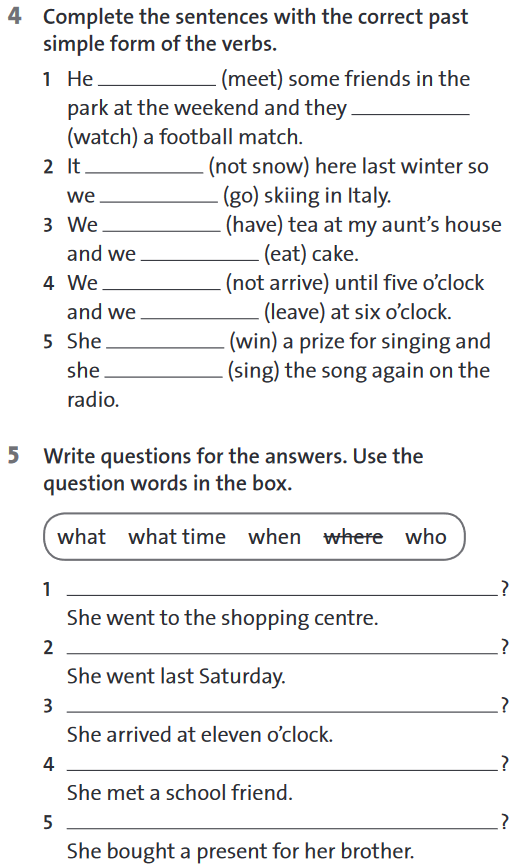 4 Complete the sentences with the correct past
simple form of the verbs.
1 He __________ (meet) some friends in the
park at the weekend and they __________
(watch) a football match.
2 It __________ (not snow) here last winter so
we __________ (go) skiing in Italy.
3 We __________ (have) tea at my aunt's house
and we __________ (eat) cake.
4 We __________ (not arrive) until five o'clock
and we __________ (leave) at six o'clock.
5 She __________ (win) a prize for singing and
she __________ (sing) the song again on the
radio.
5 Write questions for the answers. Use the
question words in the box.
what what time when where who
1 __________?
She went to the shopping centre.
2 __________?
She went last Saturday.
3 __________?
She arrived at eleven o'clock.
4 __________?
She met a school friend.
5 __________?
She bought a present for her brother.